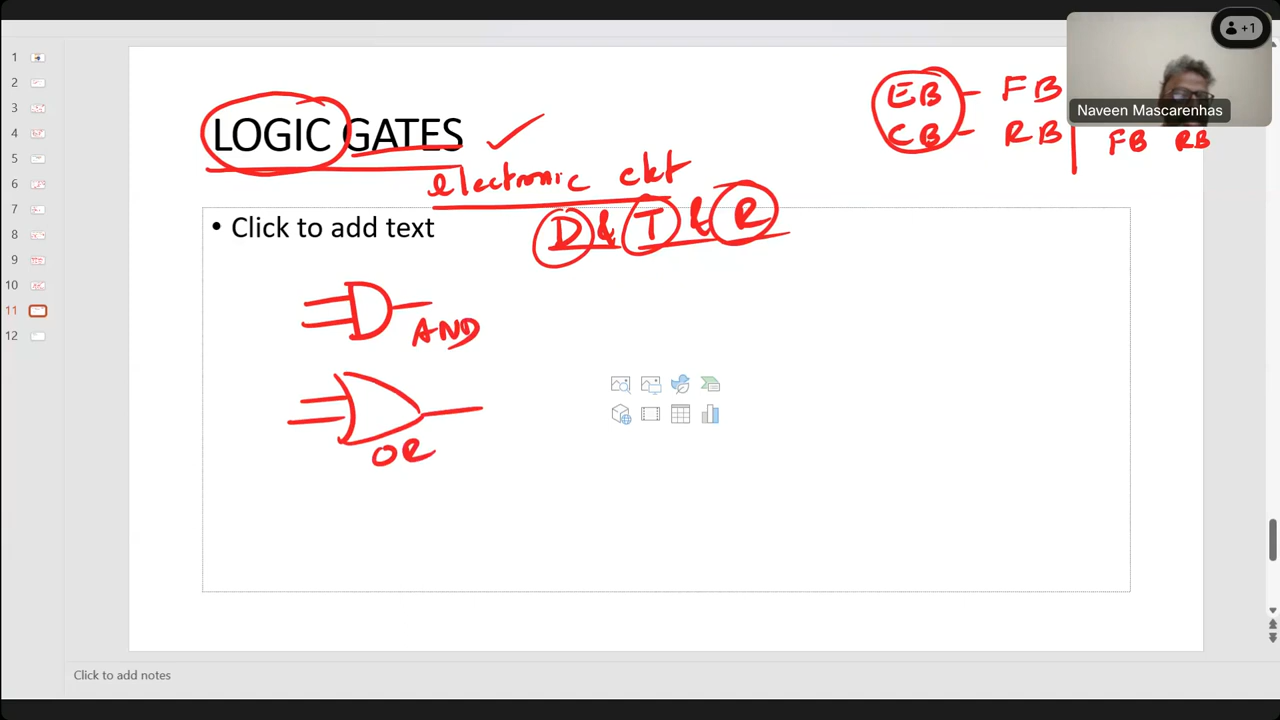 +1
Naveen Mascarenhas
EB - FB
CB - RB
FB RB
LOGIC GATES
electronic ckt
D & T & R
• Click to add text
AND
OR
1
2
3
4
5
6
7
8
9
10
11
12
Click to add notes